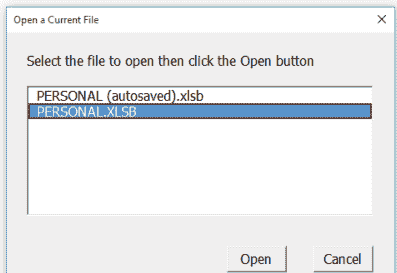 Open a Current File
Select the file to open then click the Open button
PERSONAL (autosaved).xlsb
PERSONAL.XLSB
Open
Cancel